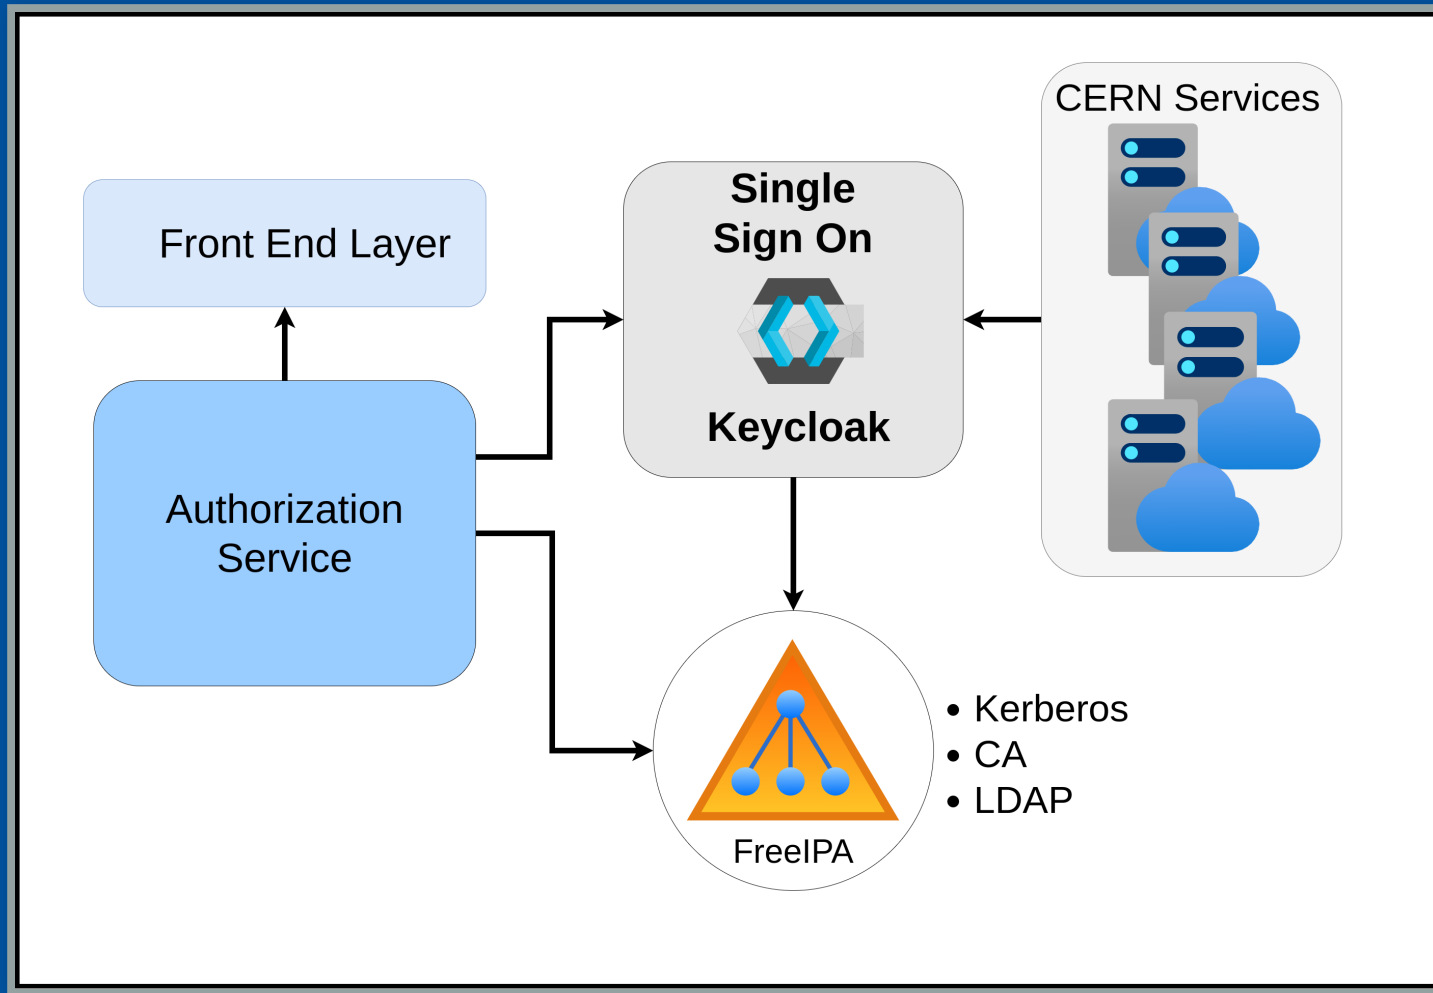 CERN Services
Single
Sign On
Front End Layer
Keycloak
Authorization
Service
• Kerberos
• CA
• LDAP
FreeIPA